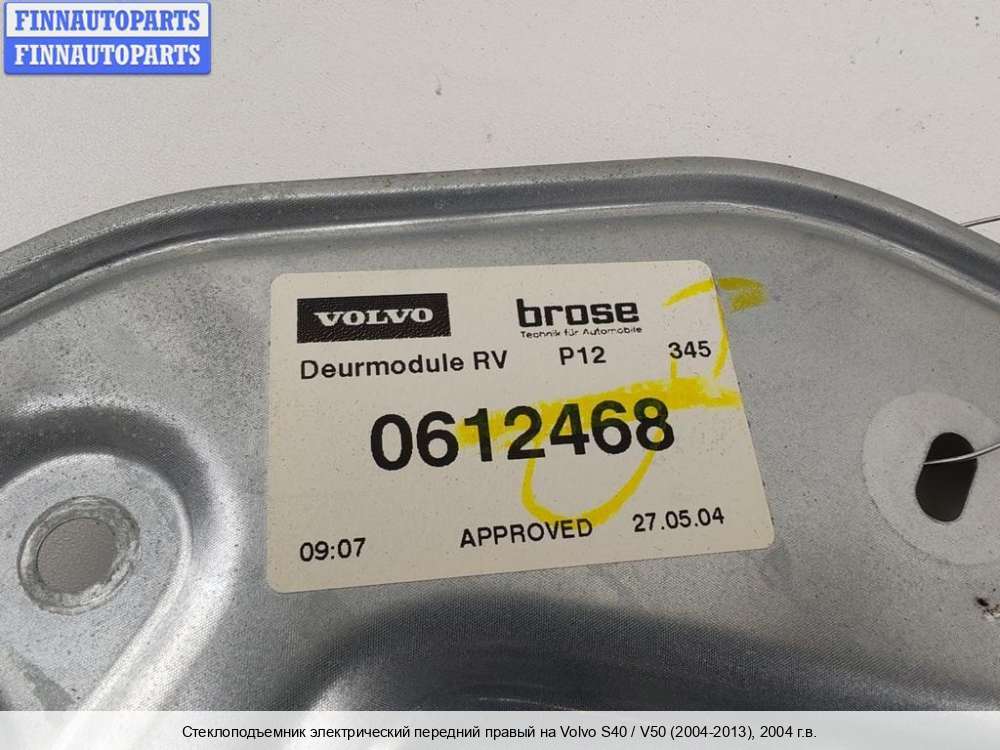 FINNAUTOPARTS
FINNAUTOPARTS
VOLVO
brose
Technik für Automobile
Deurmodule RV P12 345
0612468
09:07 APPROVED 27.05.04
Стеклоподъемник электрический передний правый на Volvo S40 / V50 (2004-2013), 2004 г.в.